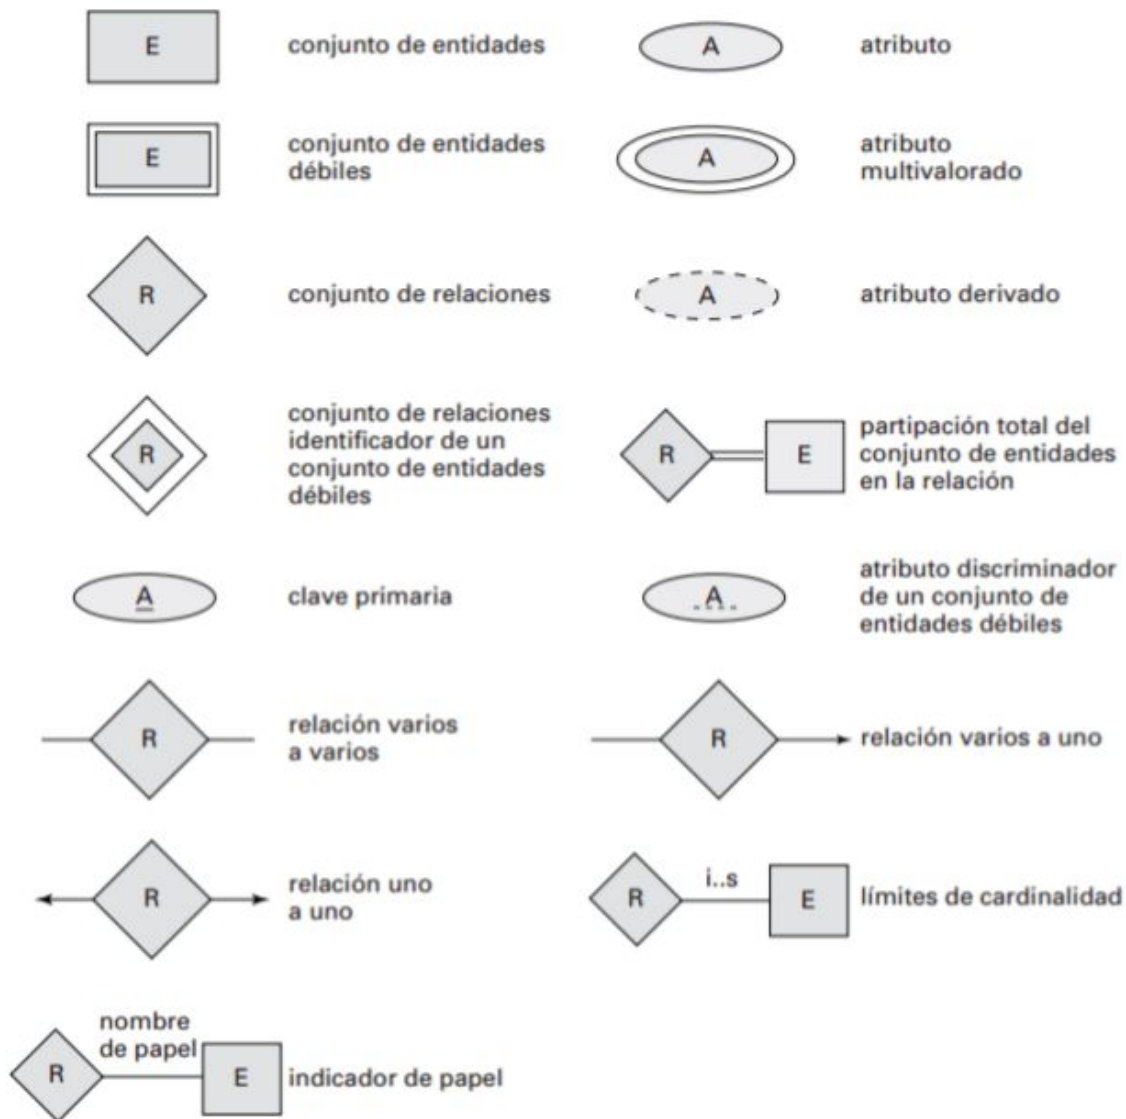 E
conjunto de entidades
A
atributo
E
conjunto de entidades
débiles
A
atributo
multivalorado
R
conjunto de relaciones
A
atributo derivado
R
conjunto de relaciones
identificador de un
conjunto de entidades
débiles
R
E
partipación total del
conjunto de entidades
en la relación
A
clave primaria
A
atributo discriminador
de un conjunto de
entidades débiles
R
relación varios
a varios
R
relación varios a uno
R
relación uno
a uno
R
i..s
E
límites de cardinalidad
R
nombre
de papel
E
indicador de papel